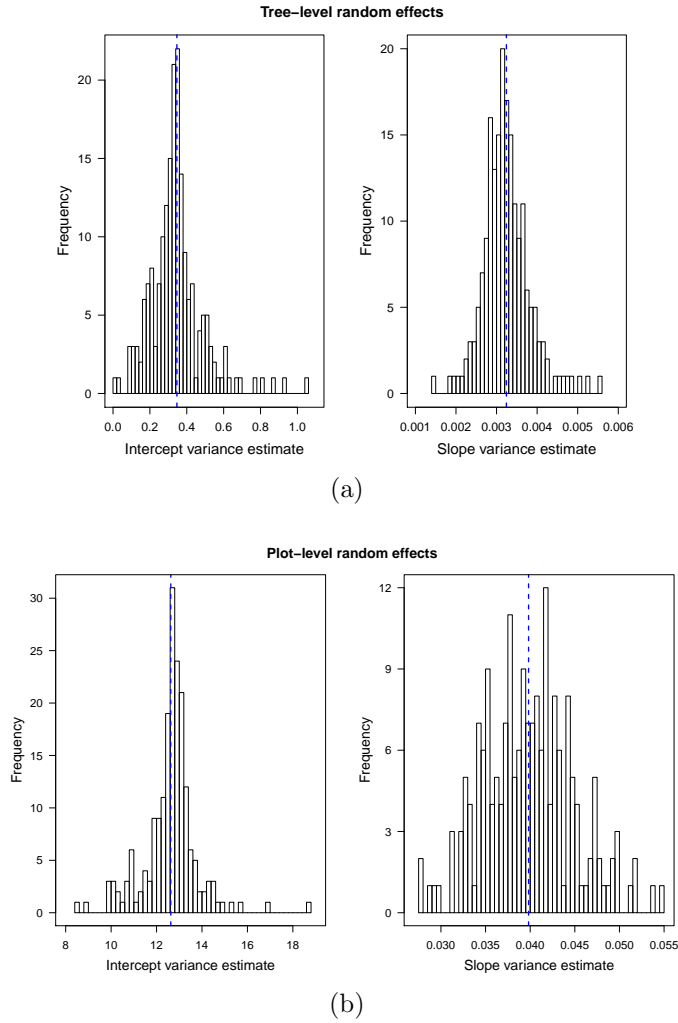 Tree−level random effects
Frequency
20
15
10
5
0
0.0 0.2 0.4 0.6 0.8 1.0
Intercept variance estimate
Frequency
20
15
10
5
0
0.001 0.002 0.003 0.004 0.005 0.006
Slope variance estimate
(a)
Plot−level random effects
Frequency
30
25
20
15
10
5
0
8 10 12 14 16 18
Intercept variance estimate
Frequency
12
9
6
3
0
0.030 0.035 0.040 0.045 0.050 0.055
Slope variance estimate
(b)